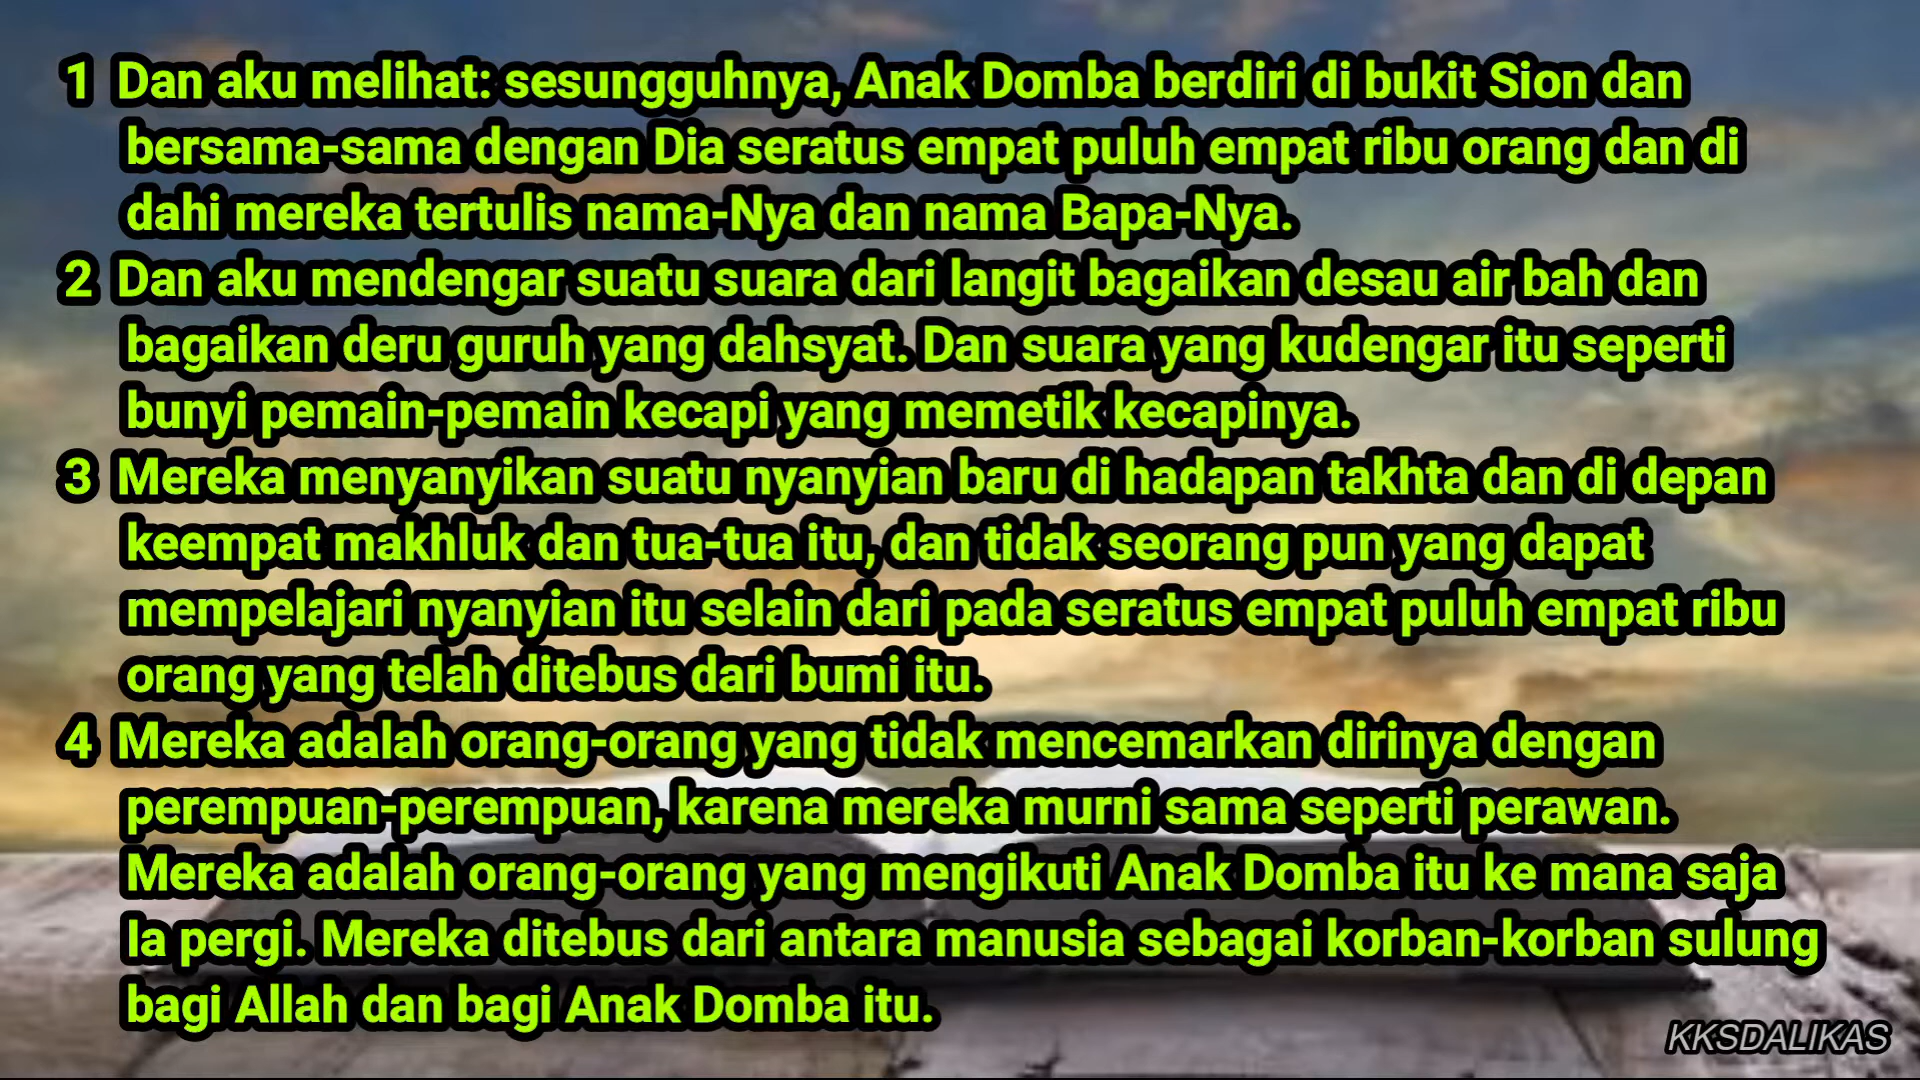 1 Dan aku melihat: sesungguhnya, Anak Domba berdiri di bukit Sion dan
bersama-sama dengan Dia seratus empat puluh empat ribu orang dan di
dahi mereka tertulis nama-Nya dan nama Bapa-Nya.
2 Dan aku mendengar suatu suara dari langit bagaikan desau air bah dan
bagaikan deru guruh yang dahsyat. Dan suara yang kudengar itu seperti
bunyi pemain-pemain kecapi yang memetik kecapinya.
3 Mereka menyanyikan suatu nyanyian baru di hadapan takhta dan di depan
keempat makhluk dan tua-tua itu, dan tidak seorang pun yang dapat
mempelajari nyanyian itu selain dari pada seratus empat puluh empat ribu
orang yang telah ditebus dari bumi itu.
4 Mereka adalah orang-orang yang tidak mencemarkan dirinya dengan
perempuan-perempuan, karena mereka murni sama seperti perawan.
Mereka adalah orang-orang yang mengikuti Anak Domba itu ke mana saja
Ia pergi. Mereka ditebus dari antara manusia sebagai korban-korban sulung
bagi Allah dan bagi Anak Domba itu.
KKSDALIKAS